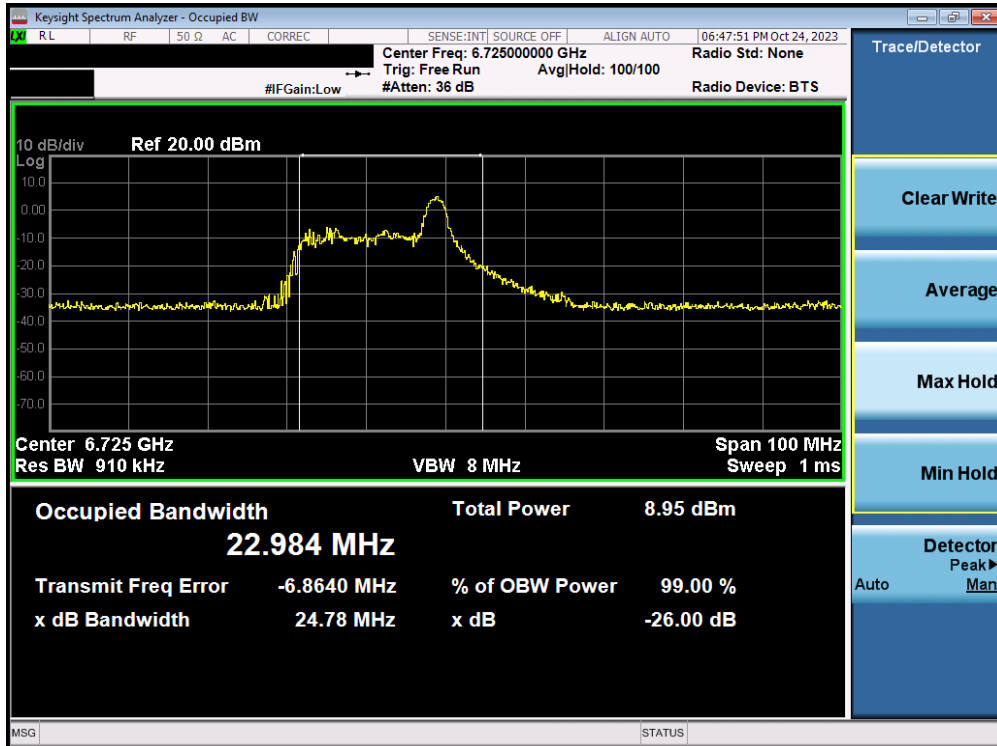 Keysight Spectrum Analyzer - Occupied BW
LXI RL RF 50 Ω AC CORREC SENSE:INT SOURCE OFF ALIGN AUTO 06:47:51 PM Oct 24, 2023
Center Freq: 6.725000000 GHz Radio Std: None
Trig: Free Run Avg|Hold: 100/100
#IFGain:Low #Atten: 36 dB Radio Device: BTS
10 dB/div Ref 20.00 dBm
Log
10.0
0.00
-10.0
-20.0
-30.0
-40.0
-50.0
-60.0
-70.0
Center 6.725 GHz Span 100 MHz
Res BW 910 kHz VBW 8 MHz Sweep 1 ms
Occupied Bandwidth Total Power 8.95 dBm
22.984 MHz
Transmit Freq Error -6.8640 MHz % of OBW Power 99.00 %
x dB Bandwidth 24.78 MHz x dB -26.00 dB
Trace/Detector
Clear Write
Average
Max Hold
Min Hold
Detector
Peak▶
Auto Man
MSG STATUS